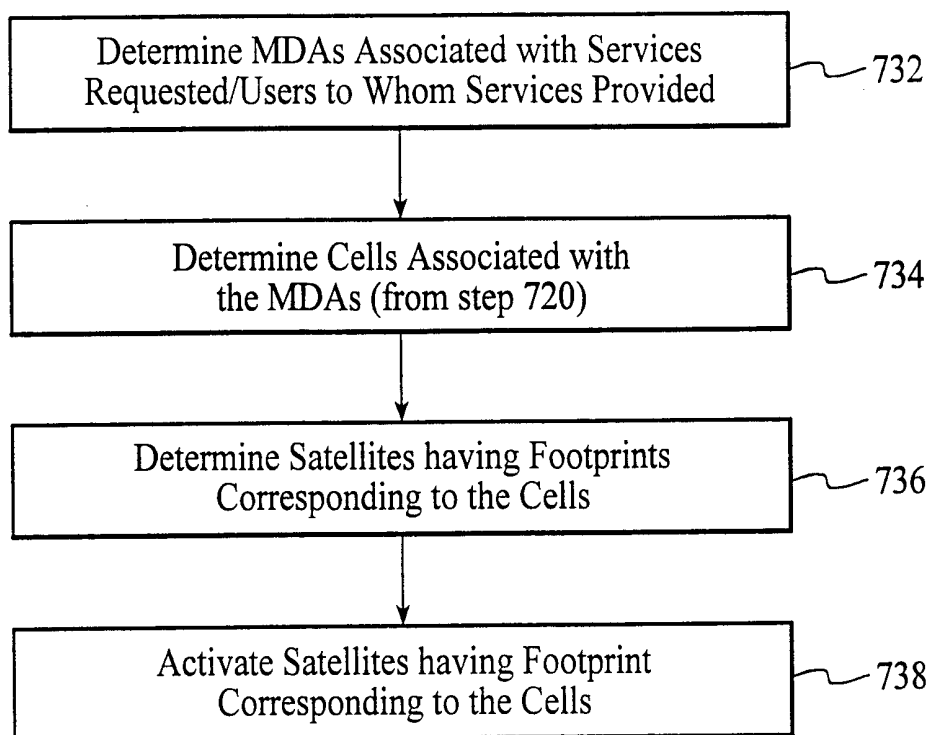 Determine MDAs Associated with Services
Requested/Users to Whom Services Provided
732
Determine Cells Associated with
the MDAs (from step 720)
734
Determine Satellites having Footprints
Corresponding to the Cells
736
Activate Satellites having Footprint
Corresponding to the Cells
738